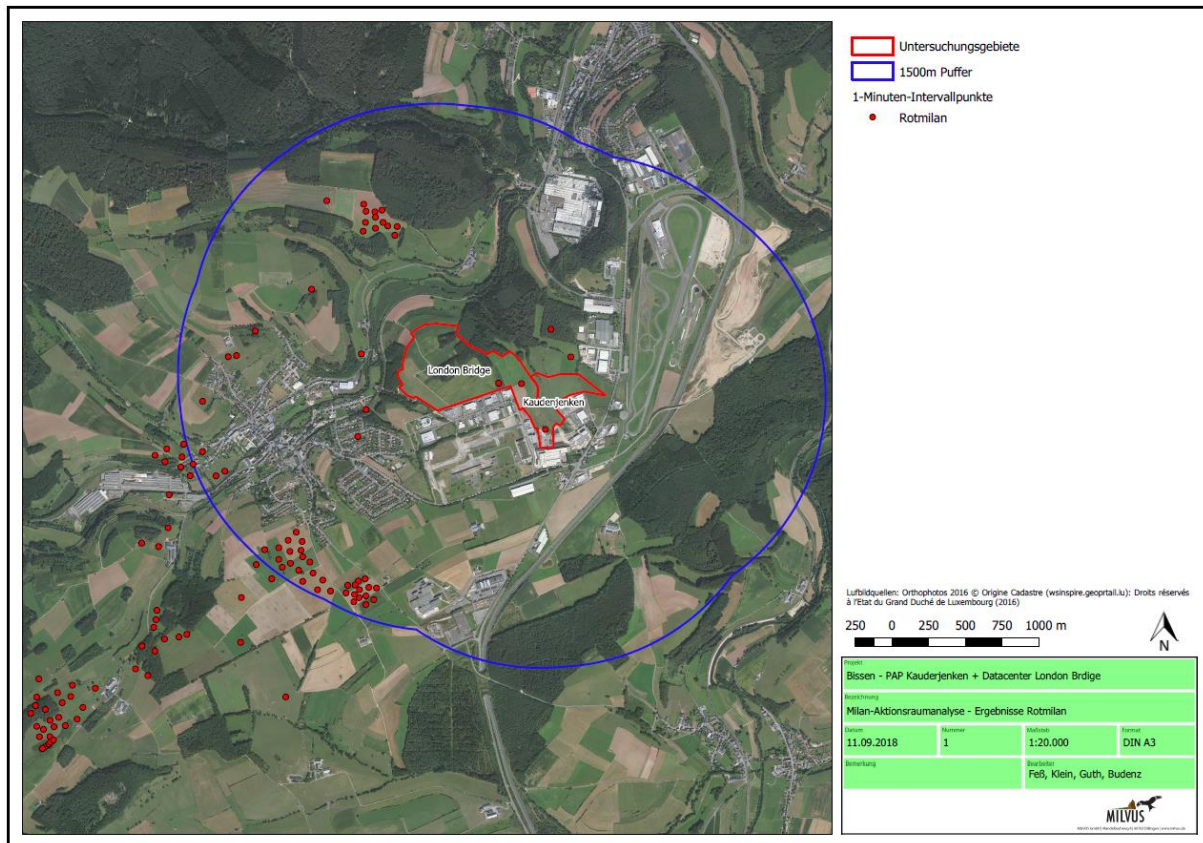 Untersuchungsgebiete
1500m Puffer
1-Minuten-Intervallpunkte
Rotmilan
London Bridge
Kaudenjenken
Luftbildquellen: Orthophotos 2016 © Origine Cadastre (wsinspire.geoprtail.lu): Droits réservés
à l'Etat du Grand Duché de Luxembourg (2016)
250 0 250 500 750 1000 m
N
Projekt
Bissen - PAP Kauderjenken + Datacenter London Brdige
Bezeichnung
Milan-Aktionsraumanalyse - Ergebnisse Rotmilan
Datum Nummer Maßstab Format
11.09.2018 1 1:20.000 DIN A3
Bemerkung Bearbeiter
Feß, Klein, Guth, Budenz
MILVUS